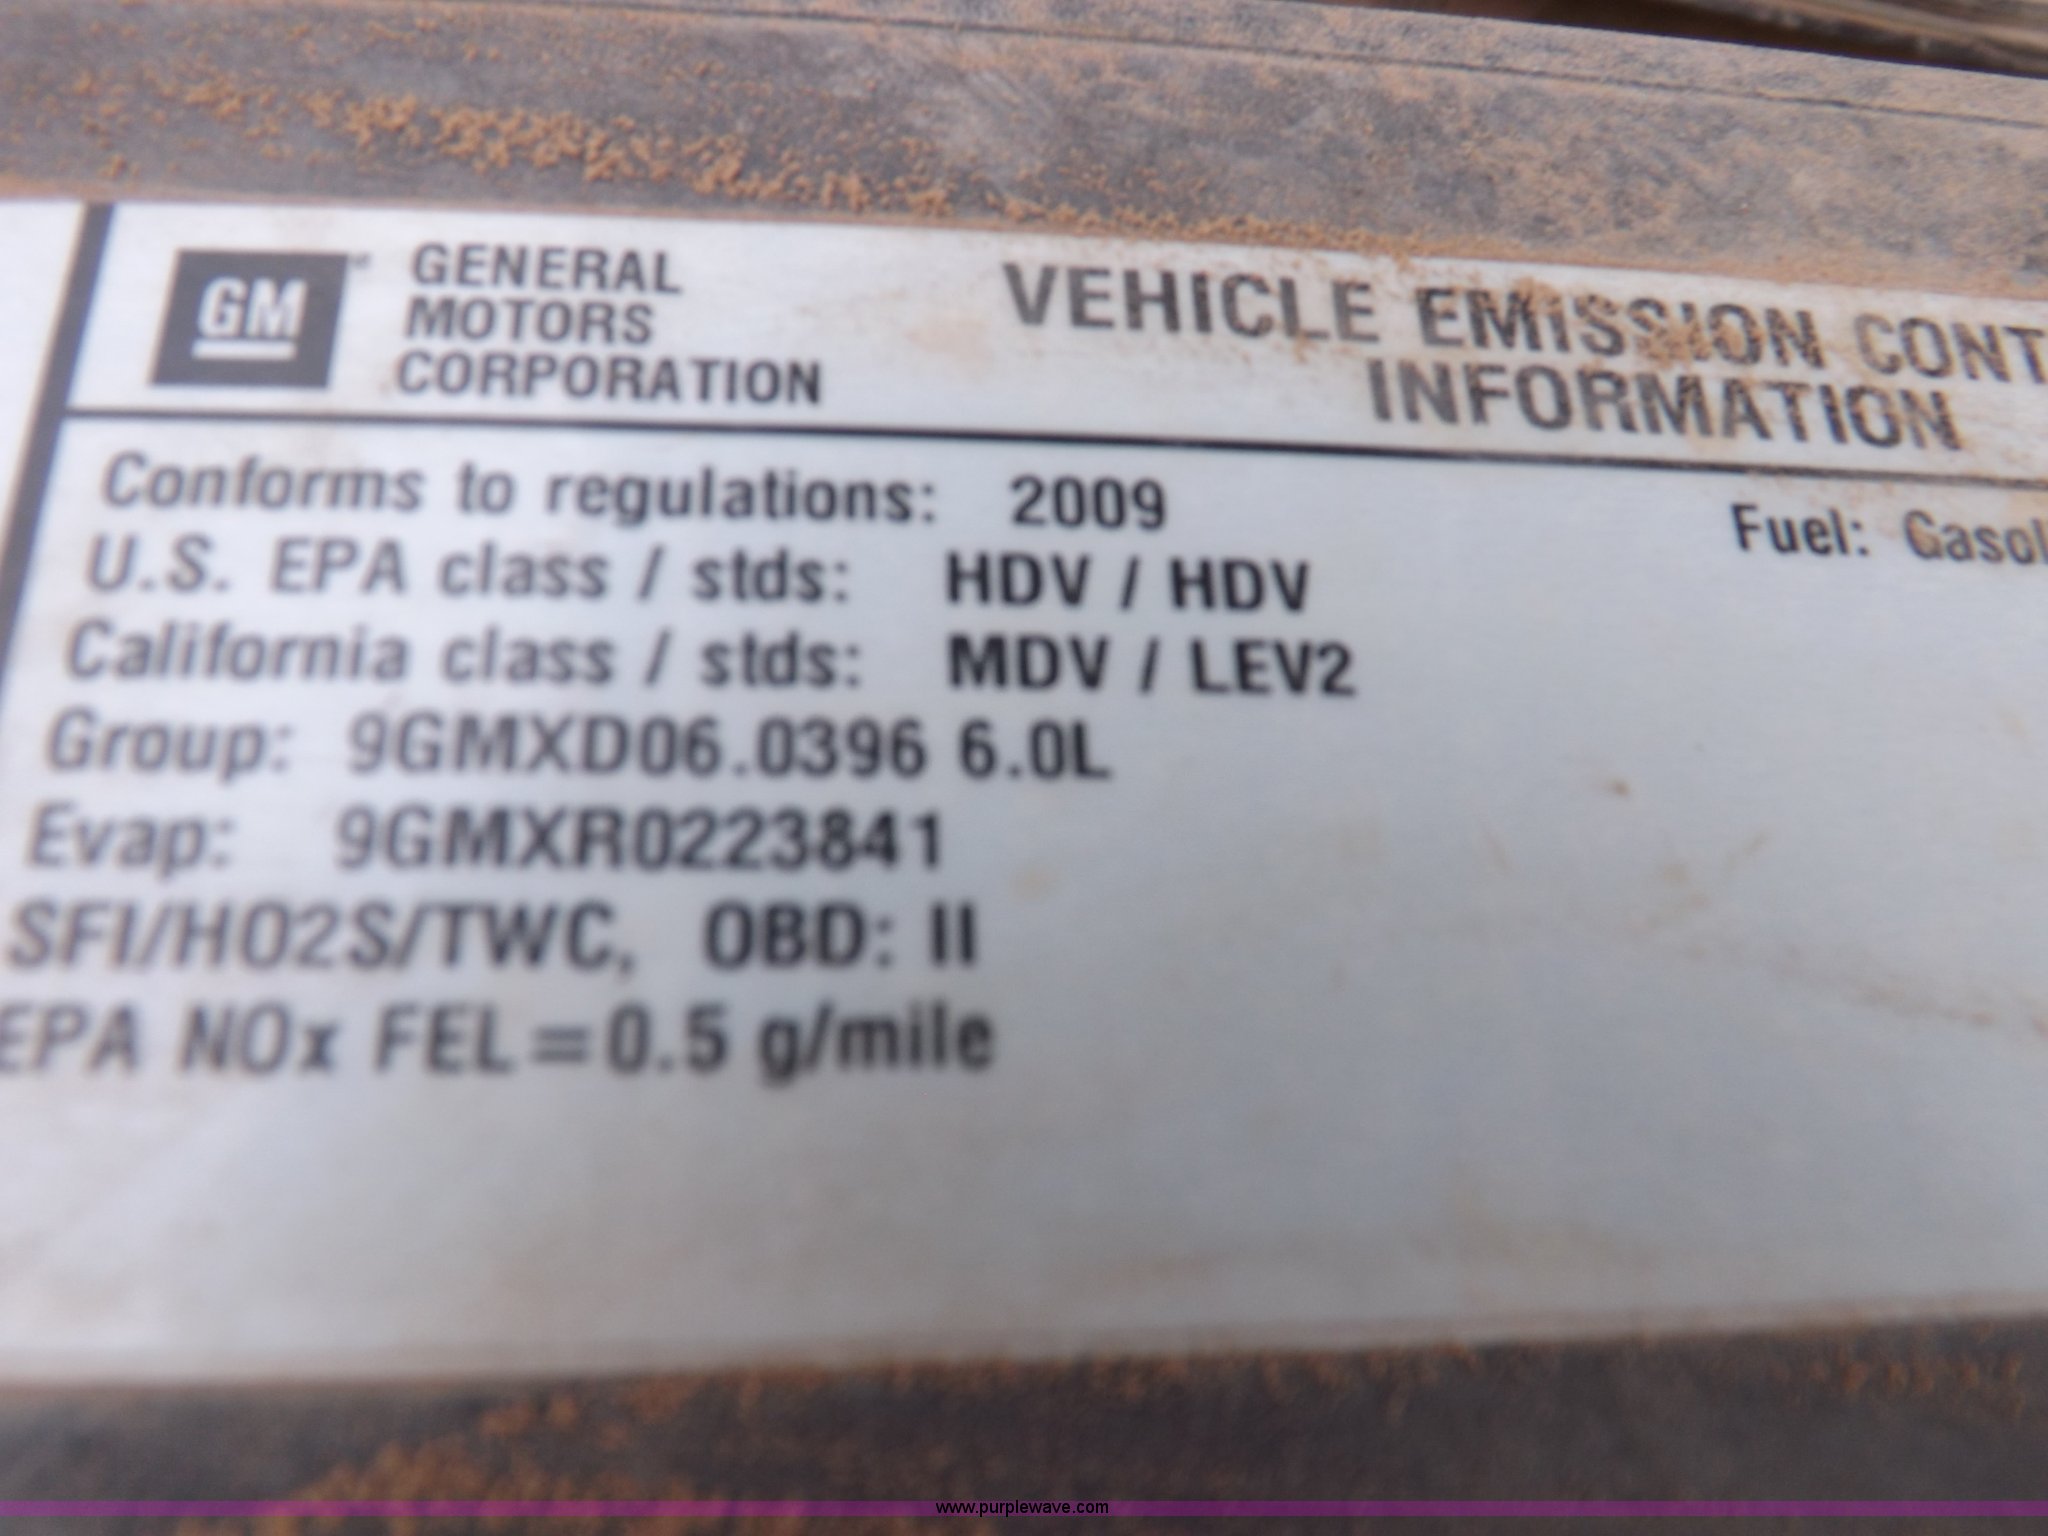 GM
GENERAL
MOTORS
CORPORATION
VEHICLE EMISSION CONT
INFORMATION
Conforms to regulations: 2009
Fuel: Gasol
U.S. EPA class / stds: HDV / HDV
California class / stds: MDV / LEV2
Group: 9GMXD06.0396 6.0L
Evap: 9GMXR0223841
SFI/HO2S/TWC, OBD: II
EPA NOx FEL=0.5 g/mile
www.purplewave.com